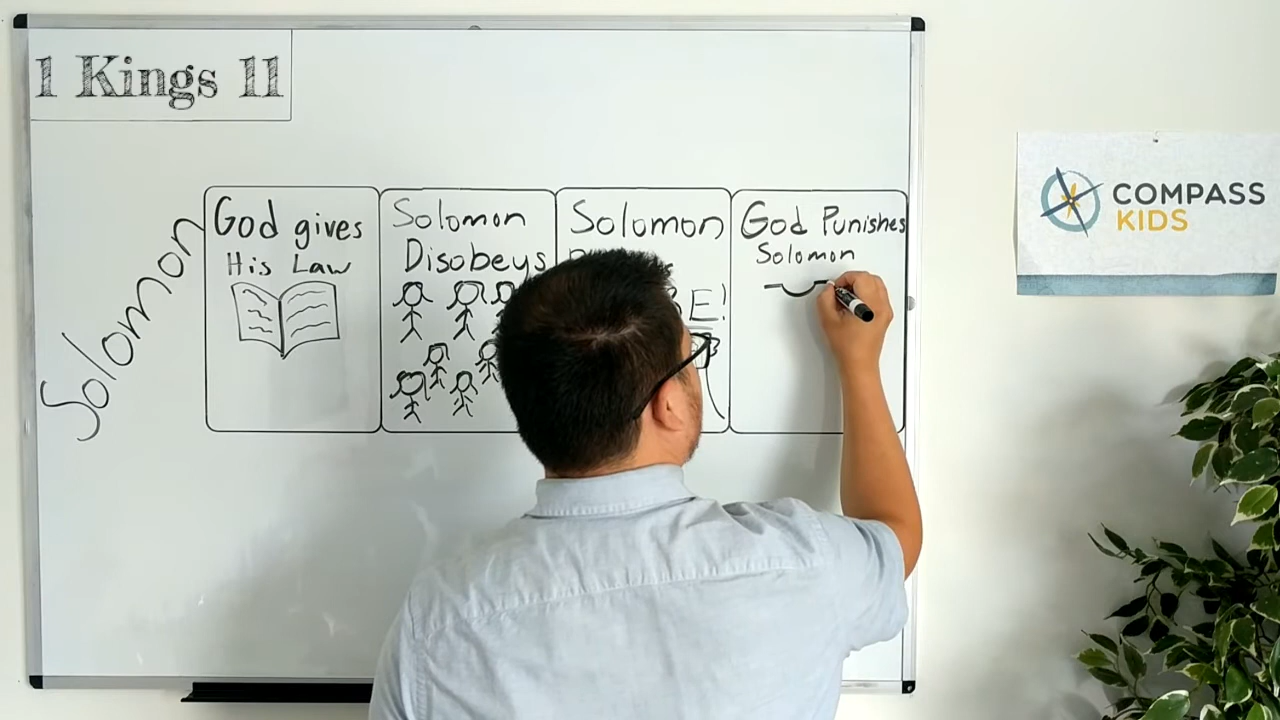 1 Kings 11
Solomon
God gives
His Law
Solomon
Disobeys
Solomon
E!
God Punishes
Solomon
COMPASS
KIDS